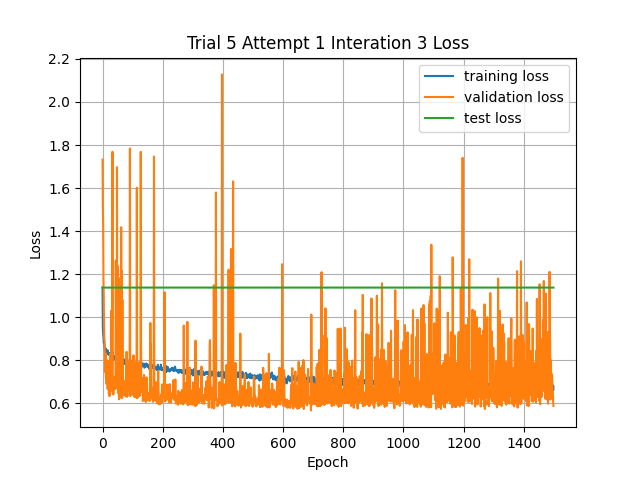 Trial 5 Attempt 1 Interation 3 Loss
training loss
validation loss
test loss
2.2
2.0
1.8
1.6
1.4
1.2
1.0
0.8
0.6
Loss
0 200 400 600 800 1000 1200 1400
Epoch